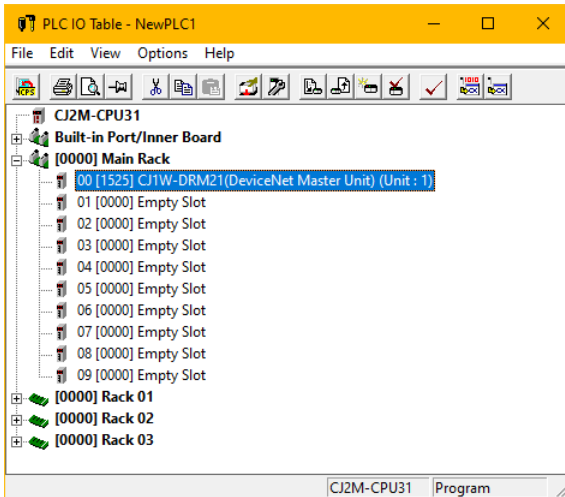 PLC IO Table - NewPLC1
File Edit View Options Help
CJ2M-CPU31
Built-in Port/Inner Board
[0000] Main Rack
00 [1525] CJ1W-DRM21(DeviceNet Master Unit) (Unit : 1)
01 [0000] Empty Slot
02 [0000] Empty Slot
03 [0000] Empty Slot
04 [0000] Empty Slot
05 [0000] Empty Slot
06 [0000] Empty Slot
07 [0000] Empty Slot
08 [0000] Empty Slot
09 [0000] Empty Slot
[0000] Rack 01
[0000] Rack 02
[0000] Rack 03
CJ2M-CPU31 Program